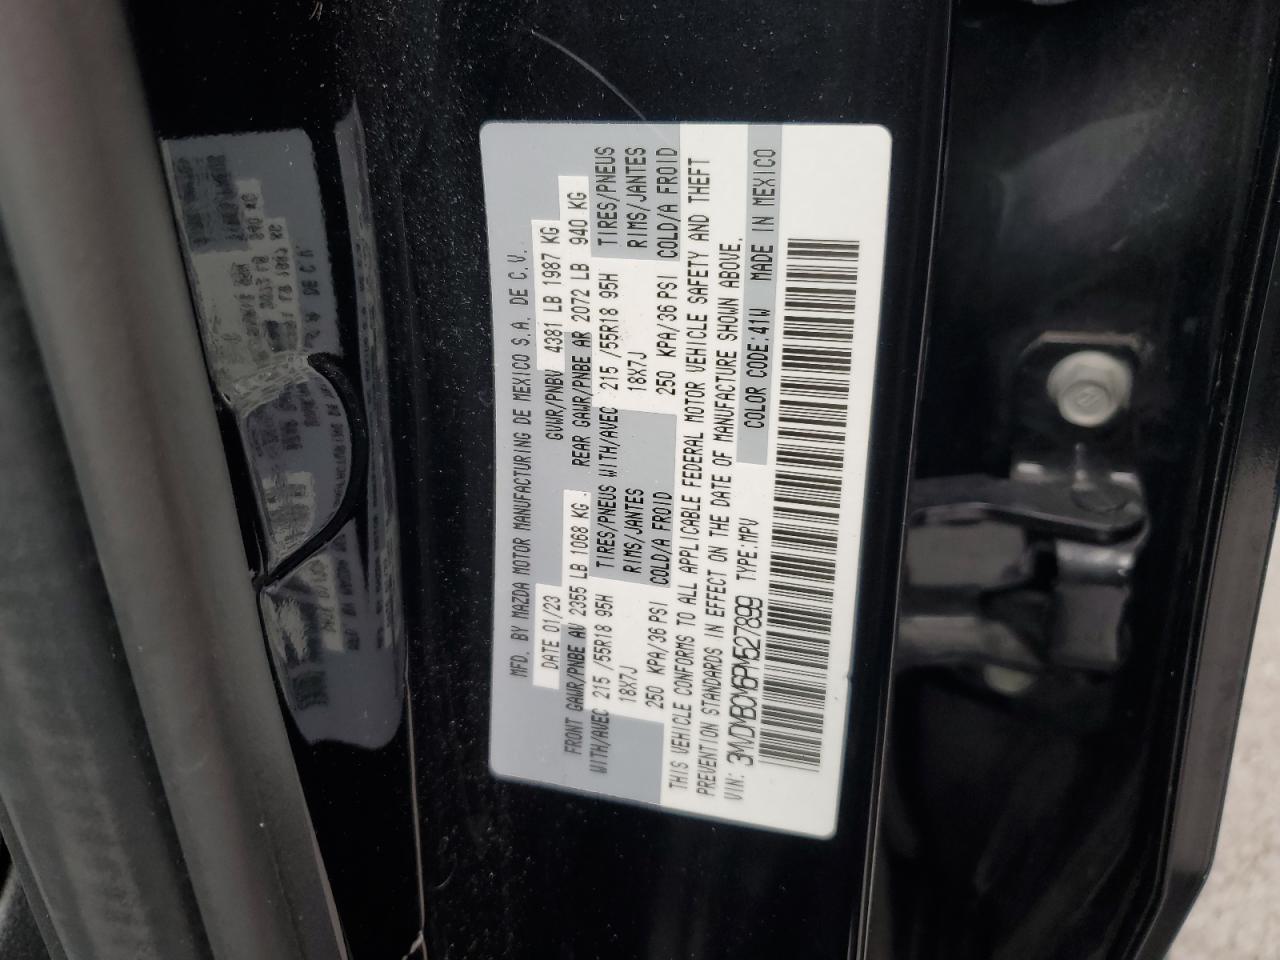 MFD. BY MAZDA MOTOR MANUFACTURING DE MEXICO S.A. DE C.V.
DATE 01/23 GVWR/PNBV 4381 LB 1987 KG
FRONT GAWR/PNBE AV 2355 LB 1068 KG. REAR GAWR/PNBE AR 2072 LB 940 KG
WITH/AVEC 215 /55R18 95H TIRES/PNEUS WITH/AVEC 215 /55R18 95H TIRES/PNEUS
18X7J RIMS/JANTES 18X7J RIMS/JANTES
250 KPA/36 PSI COLD/A FROID 250 KPA/36 PSI COLD/A FROID
THIS VEHICLE CONFORMS TO ALL APPLICABLE FEDERAL MOTOR VEHICLE SAFETY AND THEFT
PREVENTION STANDARDS IN EFFECT ON THE DATE OF MANUFACTURE SHOWN ABOVE.
VIN: 3MVDMBCM6PM527899 TYPE:MPV COLOR CODE:41W MADE IN MEXICO